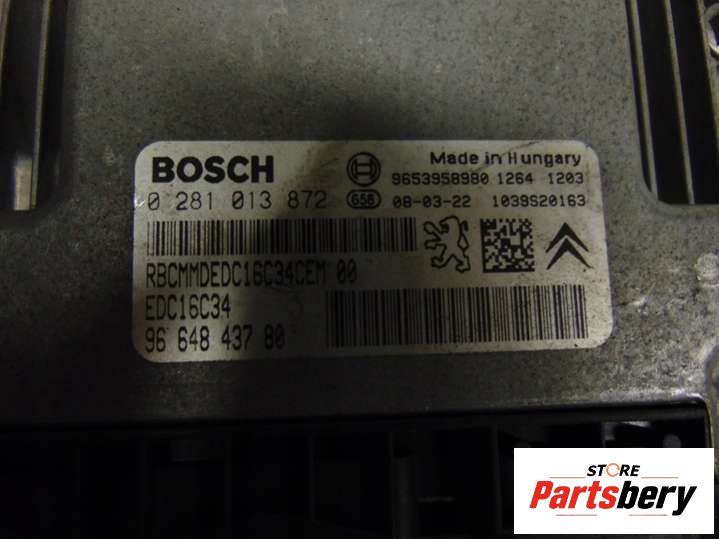 BOSCH
Made in Hungary
9653958980 1264 1203
0 281 013 872 656 08-03-22 1039S20163
RBCMMDEDC16C34CEM 00
EDC16C34
96 648 437 80
STORE
Partsbery